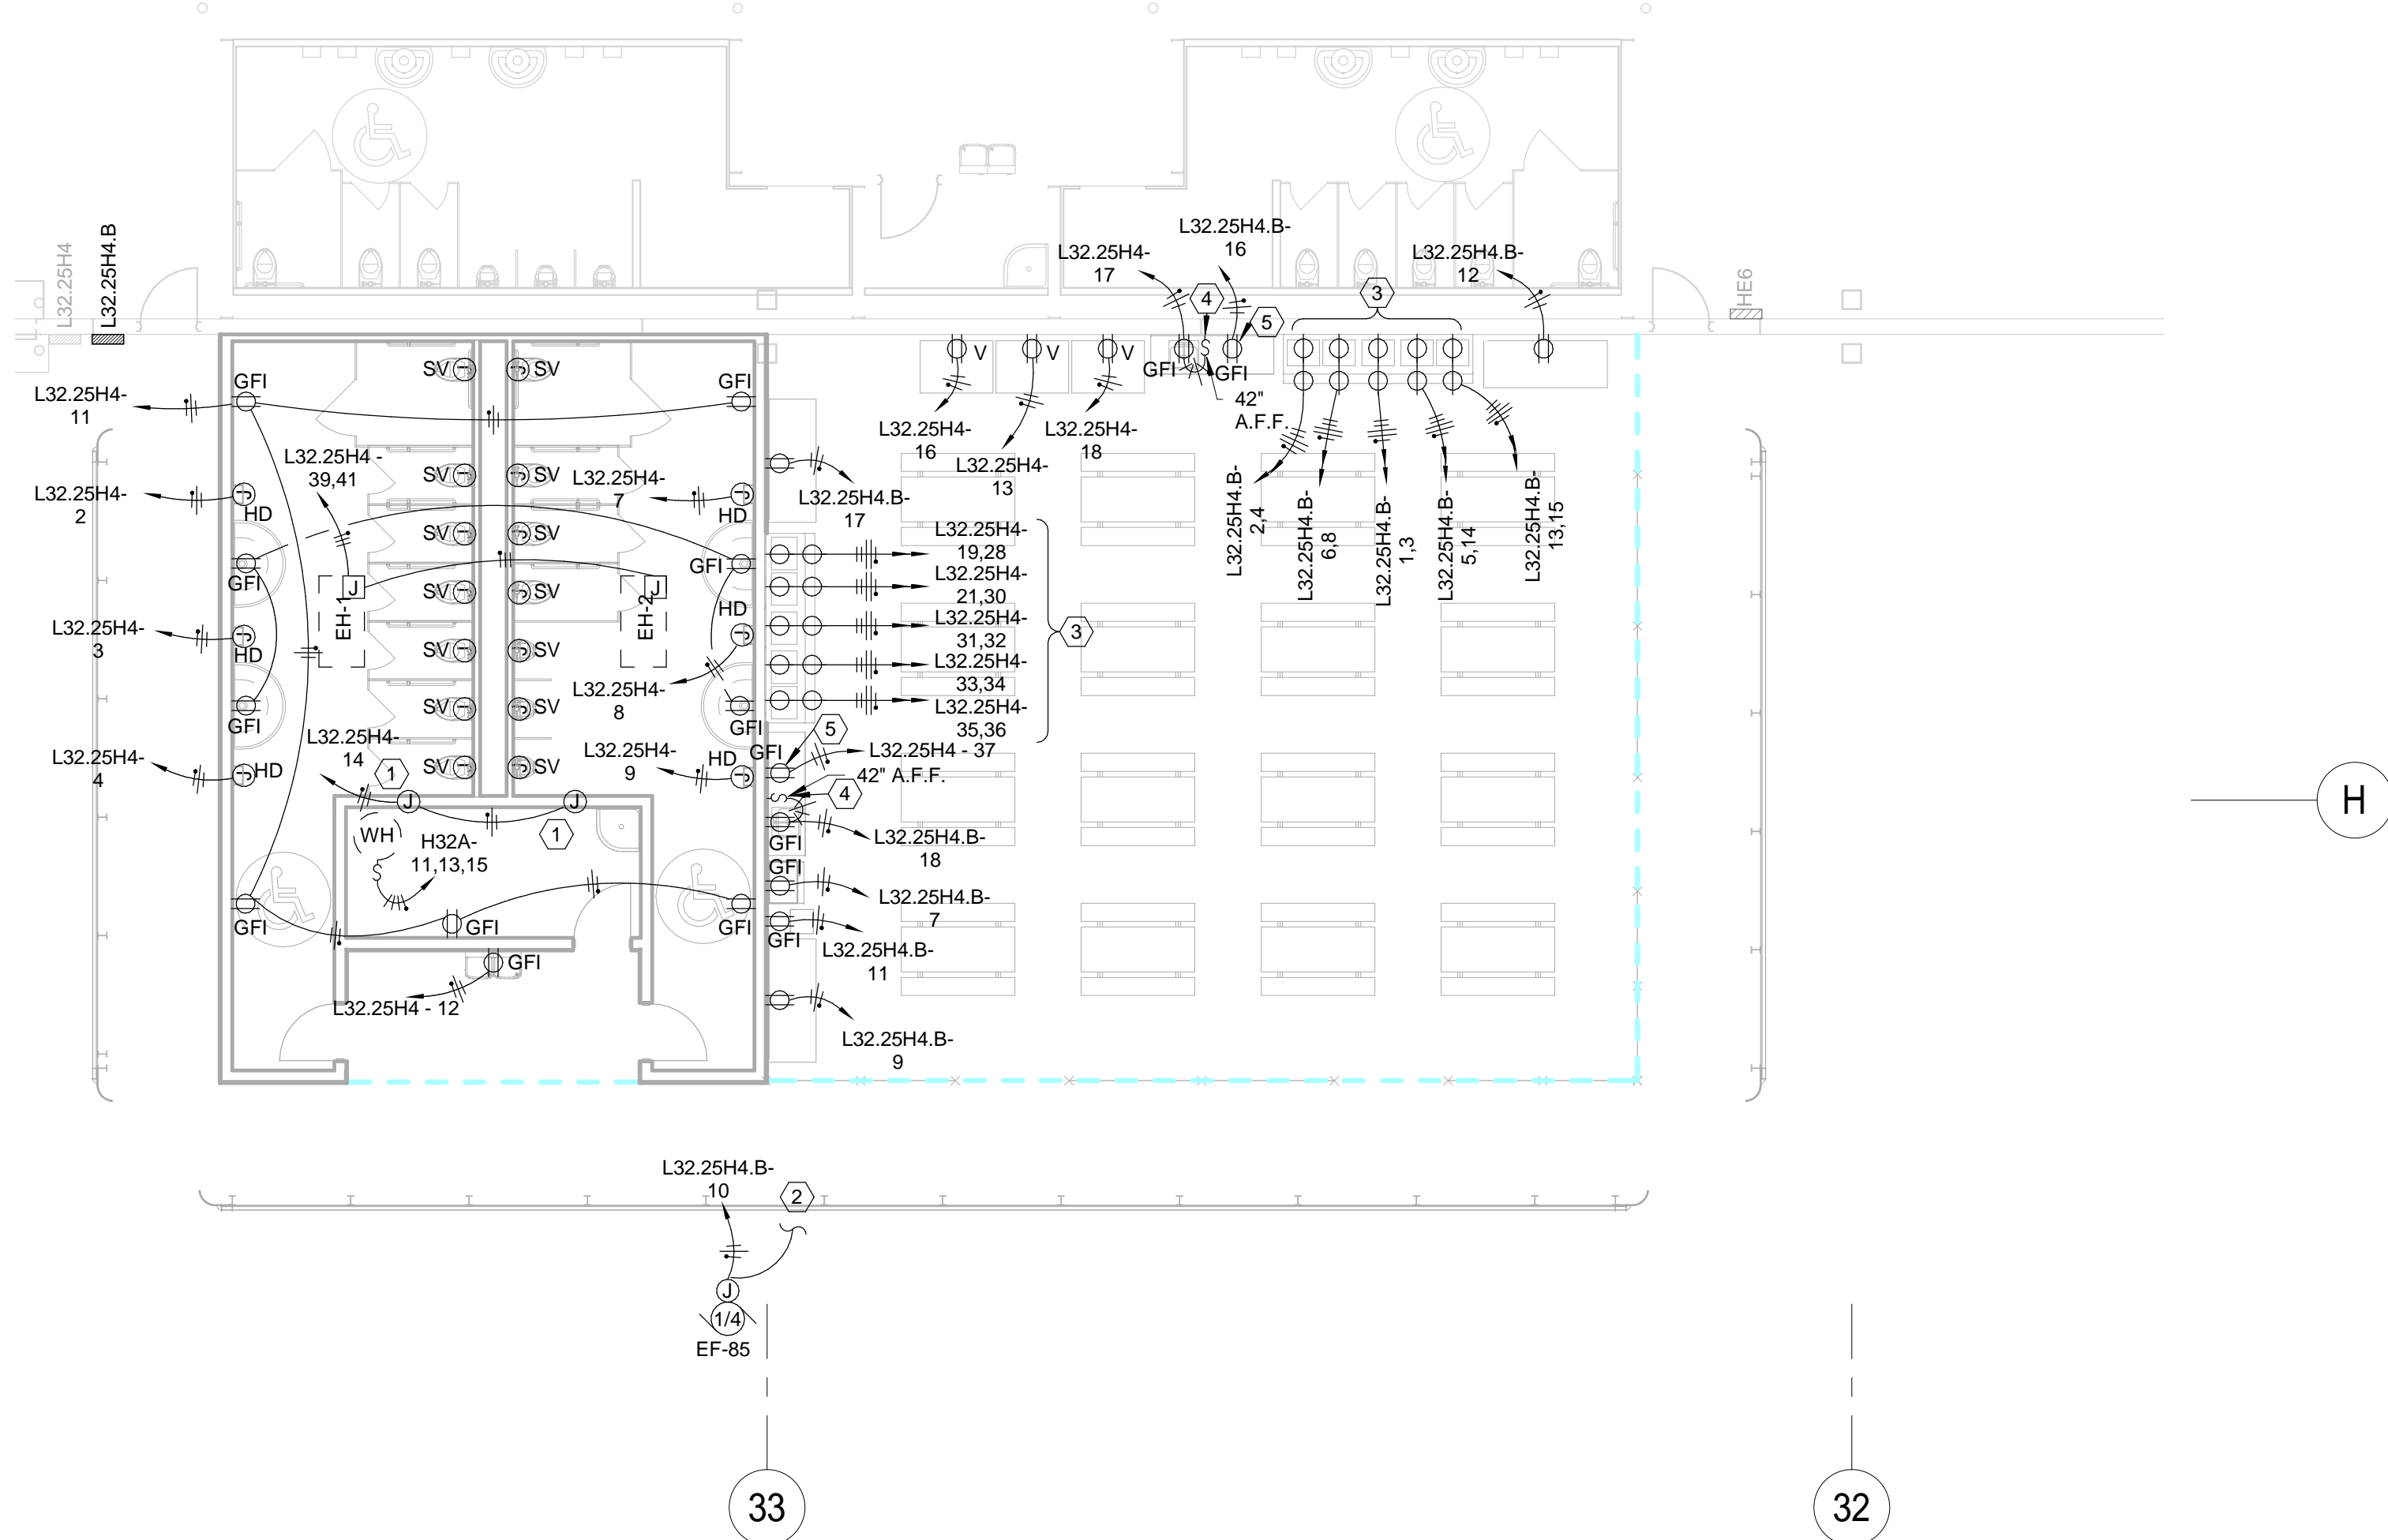 L32.25H4
L32.25H4.B
L32.25H4.B-
16
L32.25H4-
17
L32.25H4.B-
12
HE6
4
5
3
GFI
GFI
SV
SV
V
V
V
GFI
GFI
42"
A.F.F.
L32.25H4-
11
L32.25H4-
16
L32.25H4-
18
L32.25H4-
13
L32.25H4 -
39,41
SV
SV
L32.25H4-
7
L32.25H4-
2
J
HD
J
HD
L32.25H4.B-
17
L32.25H4.B-
2,4
L32.25H4.B-
6,8
L32.25H4.B-
1,3
L32.25H4.B-
5,14
L32.25H4.B-
13,15
SV
SV
GFI
GFI
L32.25H4-
19,28
L32.25H4-
21,30
L32.25H4-
31,32
L32.25H4-
33,34
L32.25H4-
35,36
3
J
EH-1
J
EH-2
SV
SV
HD
L32.25H4-
3
J
HD
J
SV
SV
L32.25H4-
8
GFI
SV
SV
GFI
L32.25H4-
14
1
5
L32.25H4-
4
J
HD
SV
SV
L32.25H4-
9
HD
J
GFI
L32.25H4 - 37
42" A.F.F.
S
4
J
J
WH
S
H32A-
11,13,15
1
GFI
L32.25H4.B-
18
GFI
L32.25H4.B-
7
GFI
GFI
GFI
GFI
L32.25H4.B-
11
GFI
L32.25H4 - 12
L32.25H4.B-
9
H
L32.25H4.B-
10
2
J
1/4
EF-85
33
32